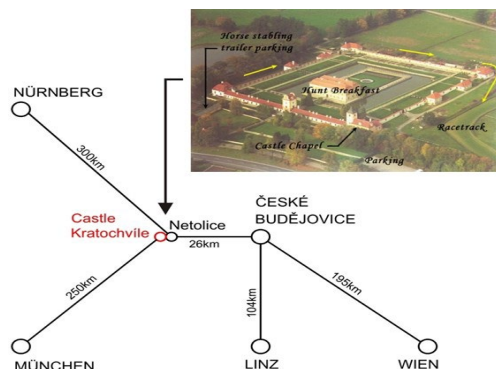 Horse stabling
trailer parking
Hunt Breakfast
Racetrack
Castle Chapel
Parking
NÜRNBERG
300km
ČESKÉ
BUDĚJOVICE
Castle
Kratochvíle
Netolice
26km
250km
104km
195km
MÜNCHEN
LINZ
WIEN